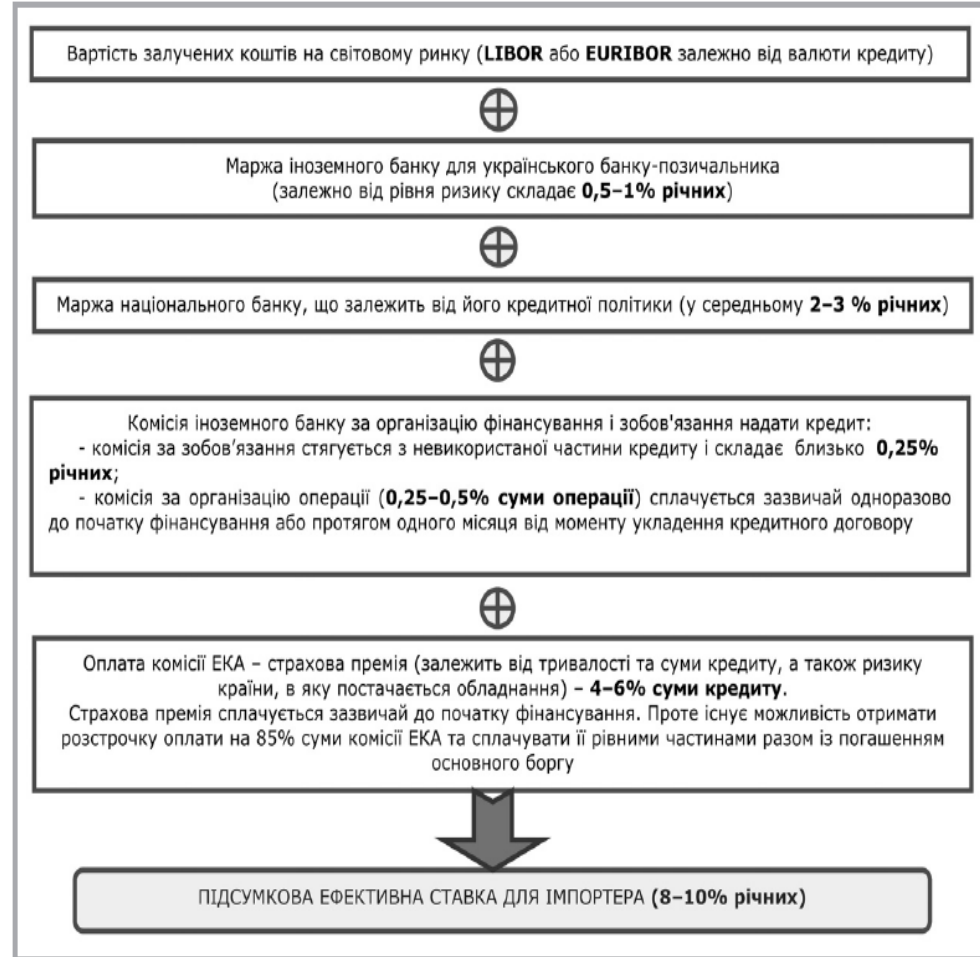 Вартість залучених коштів на світовому ринку (LIBOR або EURIBOR залежно від валюти кредиту)
Маржа іноземного банку для українського банку-позичальника
(залежно від рівня ризику складає 0,5–1% річних)
Маржа національного банку, що залежить від його кредитної політики (у середньому 2–3 % річних)
Комісія іноземного банку за організацію фінансування і зобов'язання надати кредит:
- комісія за зобов’язання стягується з невикористаної частини кредиту і складає близько 0,25%
річних;
- комісія за організацію операції (0,25–0,5% суми операції) сплачується зазвичай одноразово
до початку фінансування або протягом одного місяця від моменту укладення кредитного договору
Оплата комісії ЕКА – страхова премія (залежить від тривалості та суми кредиту, а також ризику
країни, в яку постачається обладнання) – 4–6% суми кредиту.
Страхова премія сплачується зазвичай до початку фінансування. Проте існує можливість отримати
розстрочку оплати на 85% суми комісії ЕКА та сплачувати її рівними частинами разом із погашенням
основного боргу
ПІДСУМКОВА ЕФЕКТИВНА СТАВКА ДЛЯ ІМПОРТЕРА (8–10% річних)